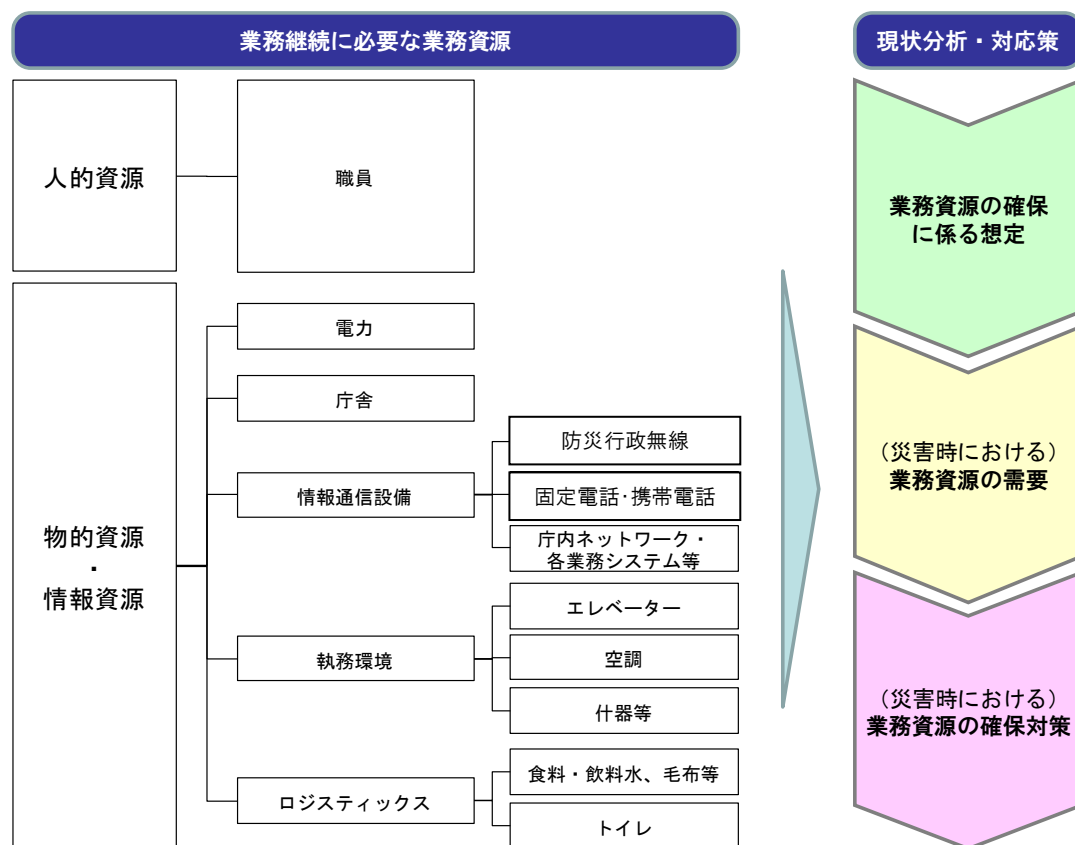 業務継続に必要な業務資源
現状分析・対応策
人的資源
職員
物的資源
・
情報資源
電力
庁舎
情報通信設備
防災行政無線
固定電話・携帯電話
庁内ネットワーク・
各業務システム等
執務環境
エレベーター
空調
什器等
ロジスティックス
食料・飲料水、毛布等
トイレ
業務資源の確保
に係る想定
（災害時における）
業務資源の需要
（災害時における）
業務資源の確保対策